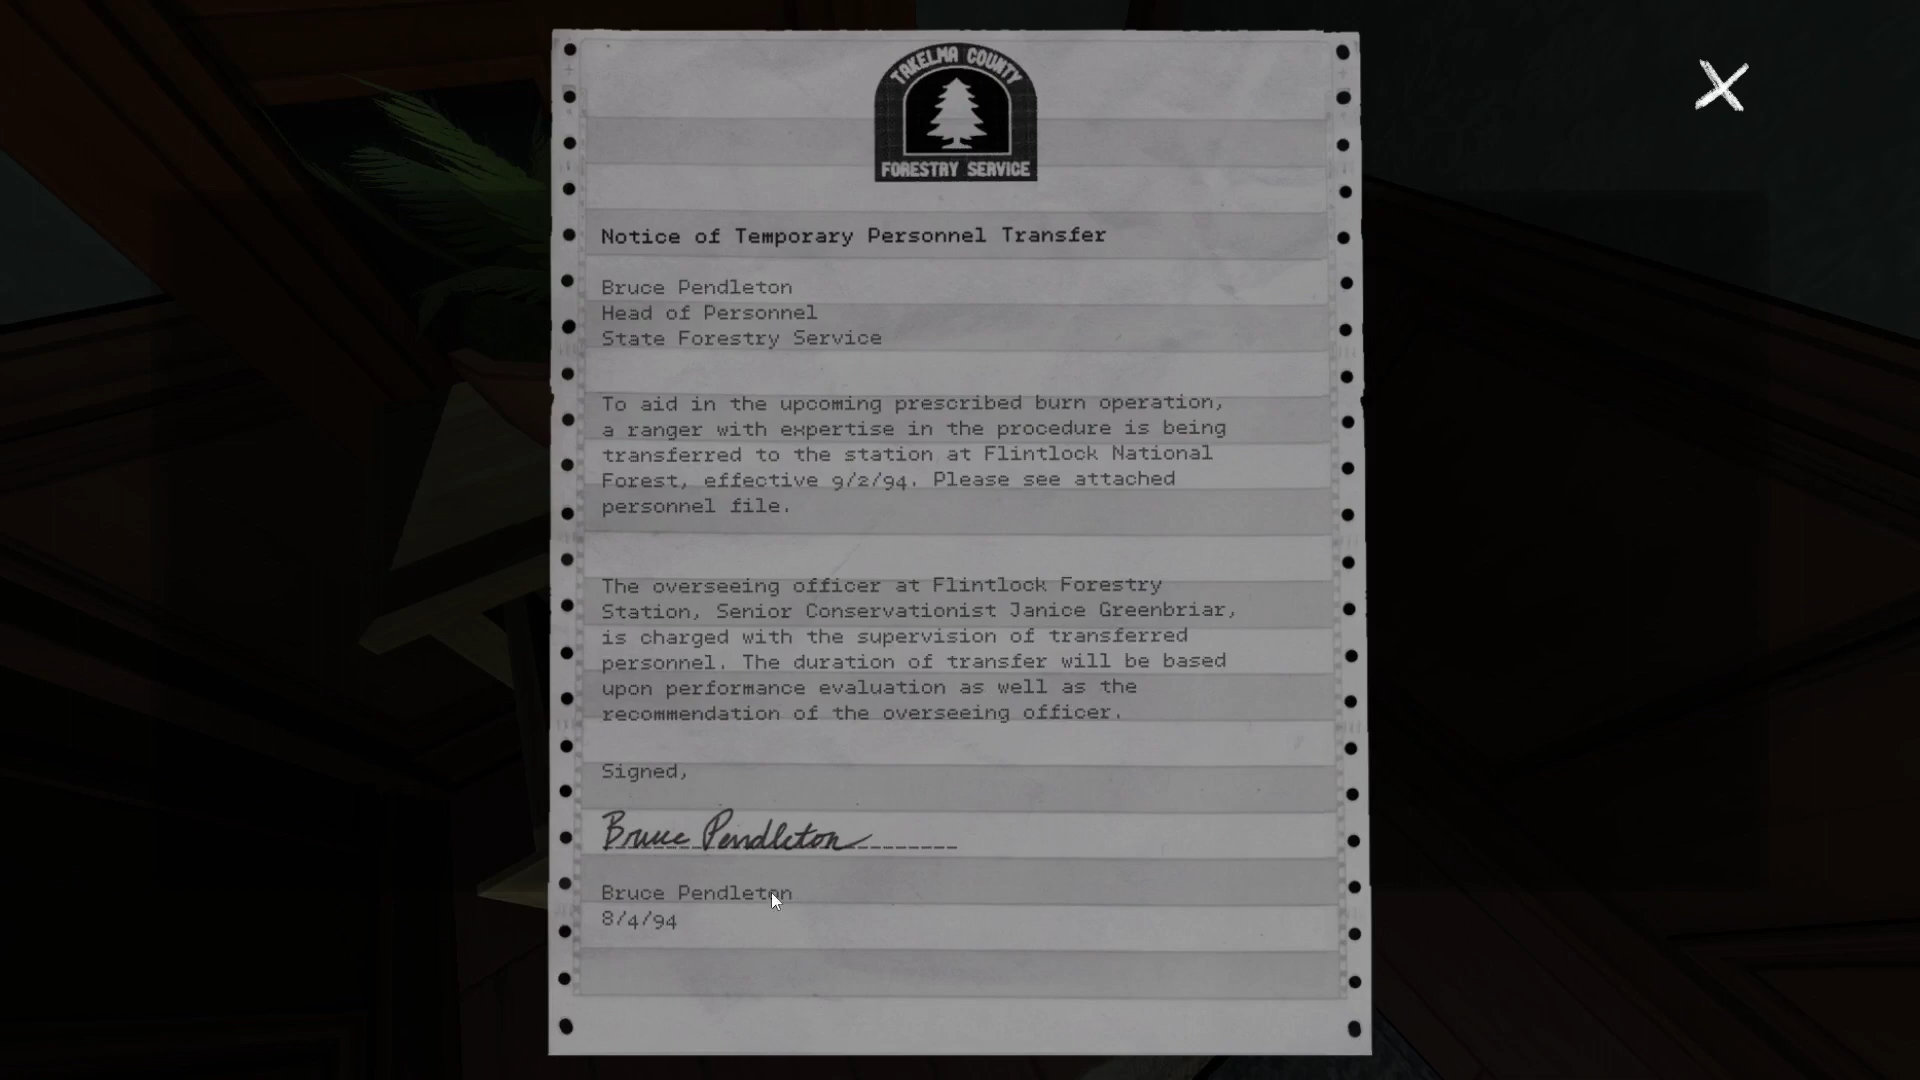 TAKELMA COUNTY
FORESTRY SERVICE
Notice of Temporary Personnel Transfer
Bruce Pendleton
Head of Personnel
State Forestry Service
To aid in the upcoming prescribed burn operation,
a ranger with expertise in the procedure is being
transferred to the station at Flintlock National
Forest, effective 9/2/94. Please see attached
personnel file.
The overseeing officer at Flintlock Forestry
Station, Senior Conservationist Janice Greenbriar,
is charged with the supervision of transferred
personnel. The duration of transfer will be based
upon performance evaluation as well as the
recommendation of the overseeing officer.
Signed,
Bruce Pendleton
Bruce Pendleton
8/4/94